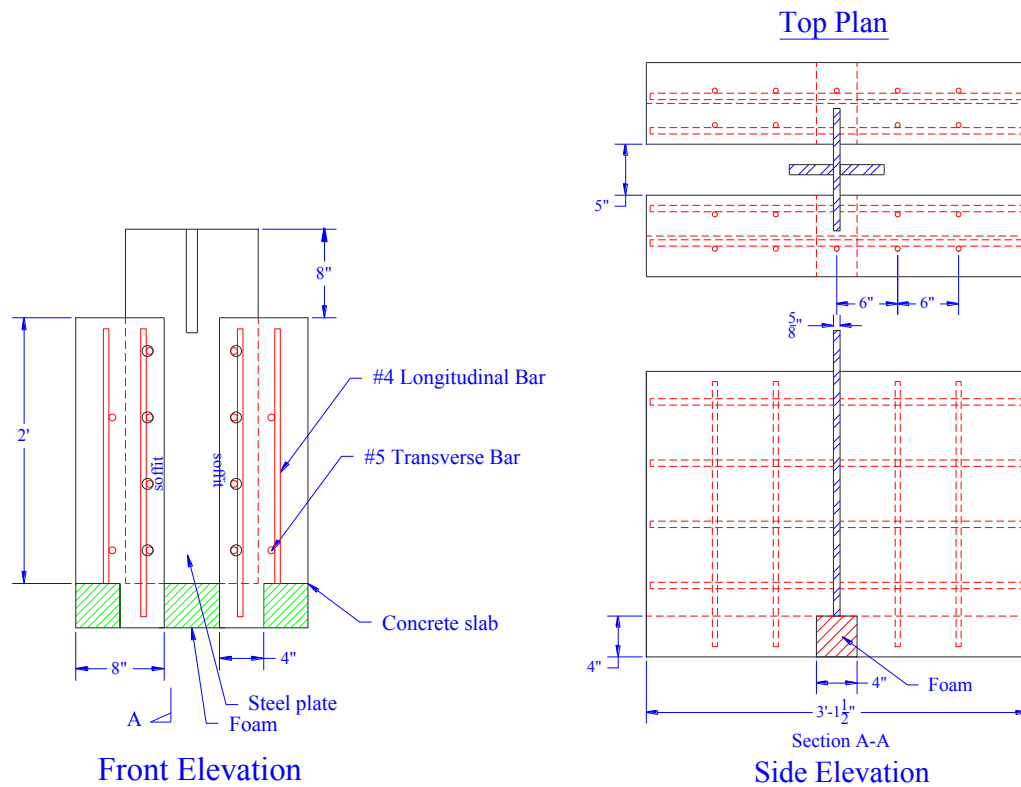 Top Plan
5"
6"
6"
8"
5/8"
2'
soffit
soffit
#4 Longitudinal Bar
#5 Transverse Bar
Concrete slab
8"
4"
Steel plate
A
Foam
Front Elevation
4"
4"
Foam
3'-1 1/2"
Section A-A
Side Elevation